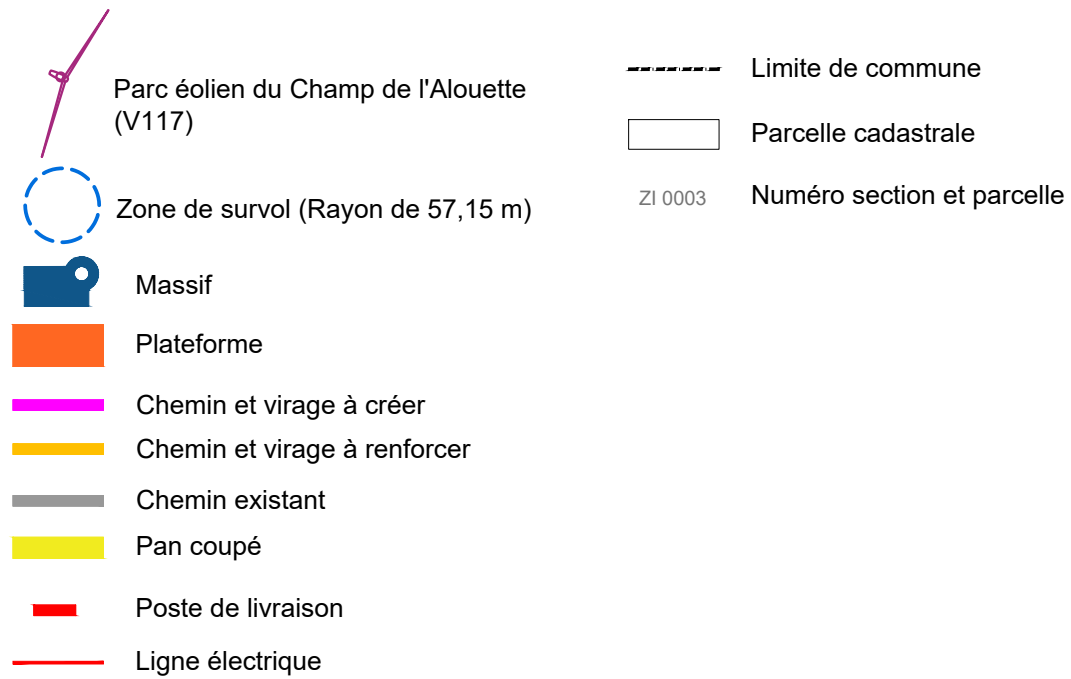 Parc éolien du Champ de l'Alouette
(V117)
Zone de survol (Rayon de 57,15 m)
Massif
Plateforme
Chemin et virage à créer
Chemin et virage à renforcer
Chemin existant
Pan coupé
Poste de livraison
Ligne électrique
Limite de commune
Parcelle cadastrale
ZI 0003 Numéro section et parcelle